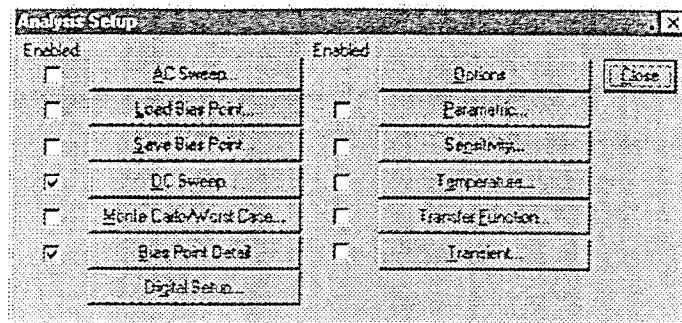 Analysis Setup
Enabled Enabled
AC Sweep... Options Close
Load Bias Point... Parametric...
Save Bias Point... Sensitivity...
DC Sweep... Temperature...
Monte Carlo/Worst Case... Transfer Function...
Bias Point Detail Transient...
Digital Setup...